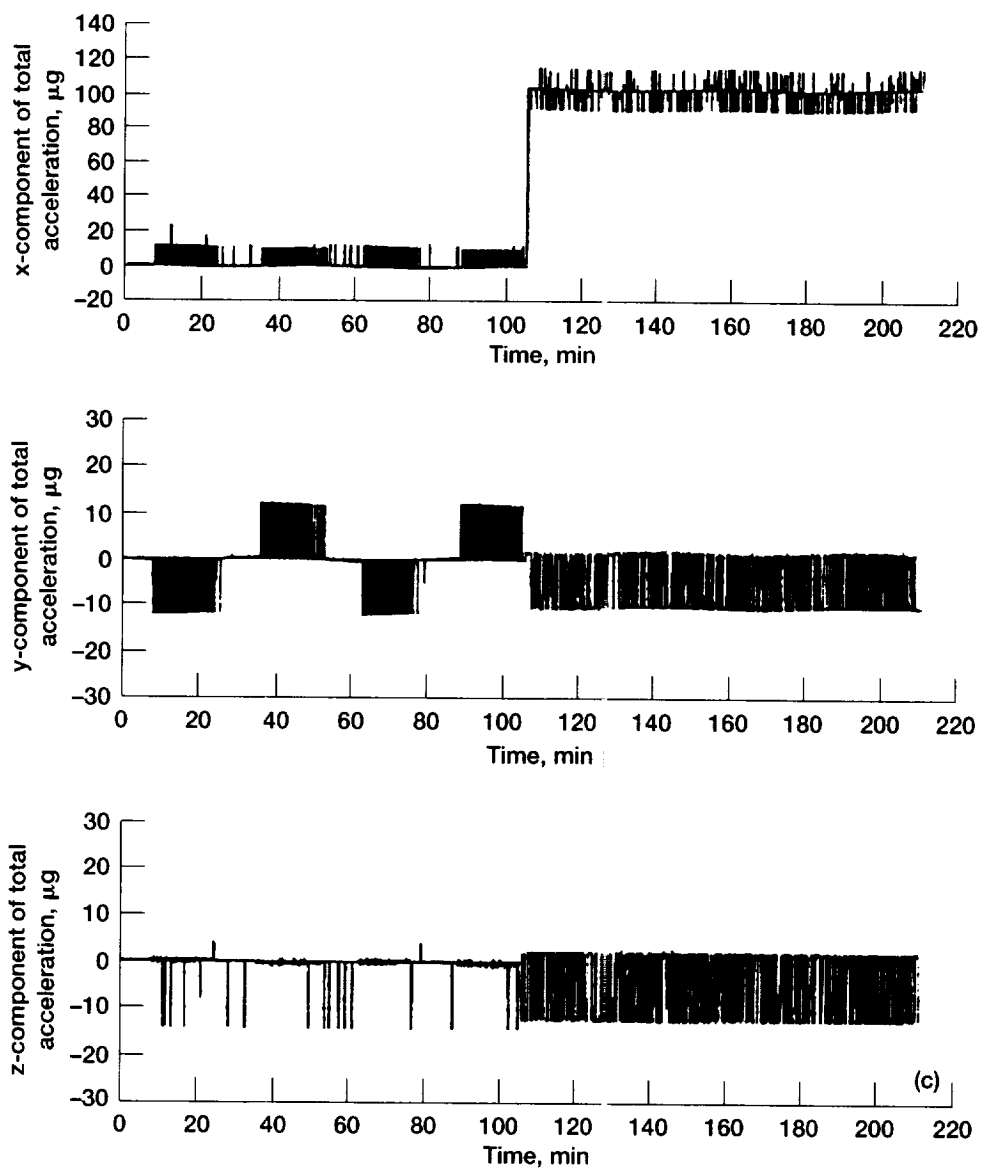 x-component of total
acceleration, μg
140
120
100
80
60
40
20
0
−20
0 20 40 60 80 100 120 140 160 180 200 220
Time, min
y-component of total
acceleration, μg
30
20
10
0
−10
−20
−30
0 20 40 60 80 100 120 140 160 180 200 220
Time, min
z-component of total
acceleration, μg
30
20
10
0
−10
−20
−30
(c)
0 20 40 60 80 100 120 140 160 180 200 220
Time, min